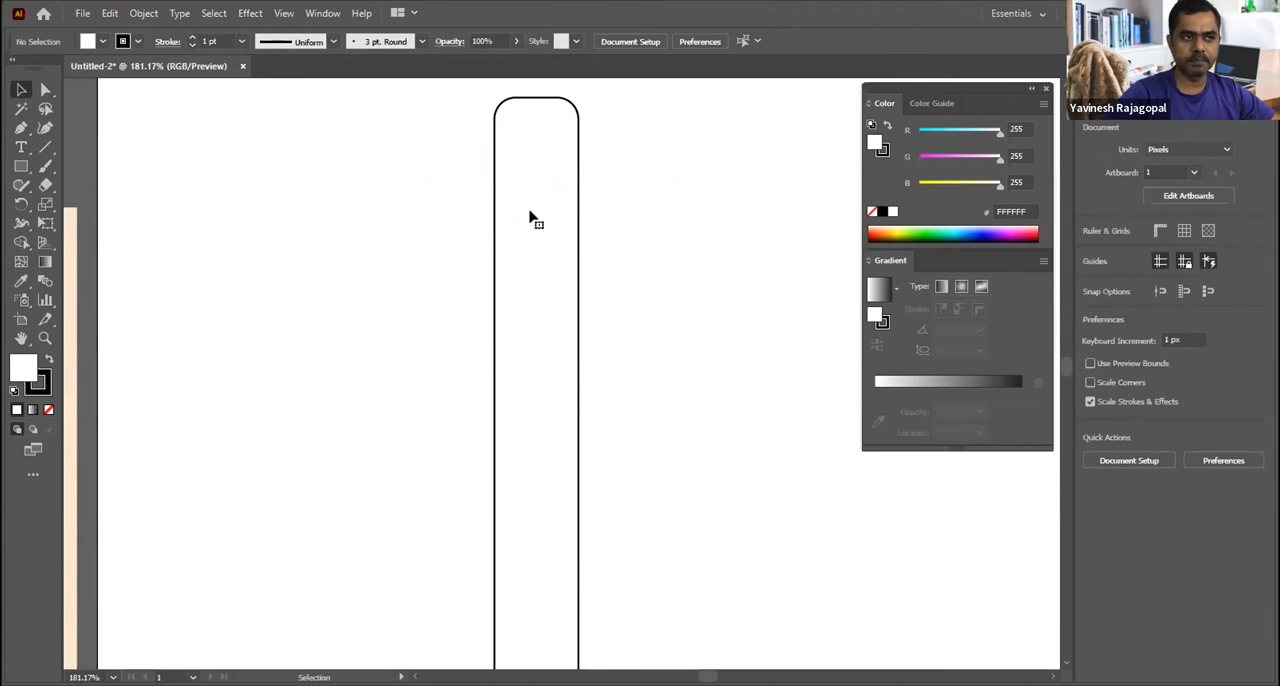 Ai File Edit Object Type Select Effect View Window Help Essentials
No Selection Stroke: 1 pt Uniform 3 pt. Round Opacity: 100% Style: Document Setup Preferences
Untitled-2* @ 181.17% (RGB/Preview)
Yavinesh Rajagopal
Color Color Guide
R 255
G 255
B 255
# FFFFFF
Gradient
Type:
Stroke:
Opacity:
Location:
Document
Units: Pixels
Artboard: 1
Edit Artboards
Ruler & Grids
Guides
Snap Options
Preferences
Keyboard Increment: 1 px
Use Preview Bounds
Scale Corners
Scale Strokes & Effects
Quick Actions
Document Setup Preferences
181.17% 1 Selection